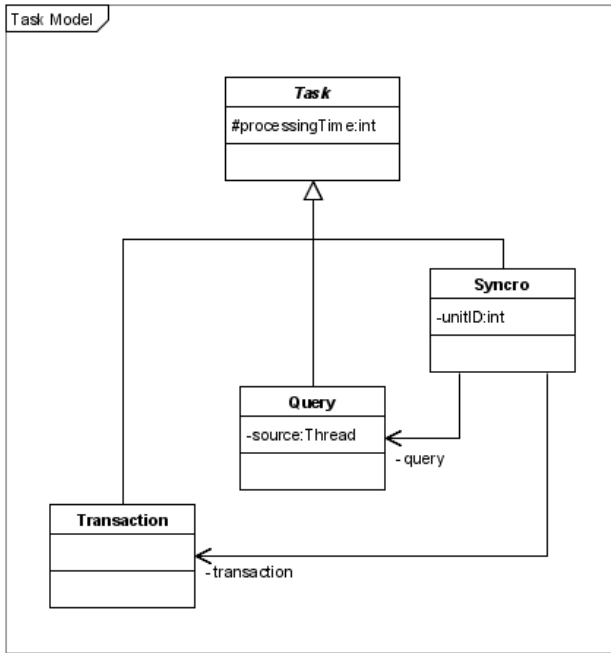 Task Model
Task
#processingTime:int
Syncro
-unitID:int
Query
-source:Thread
-query
Transaction
-transaction